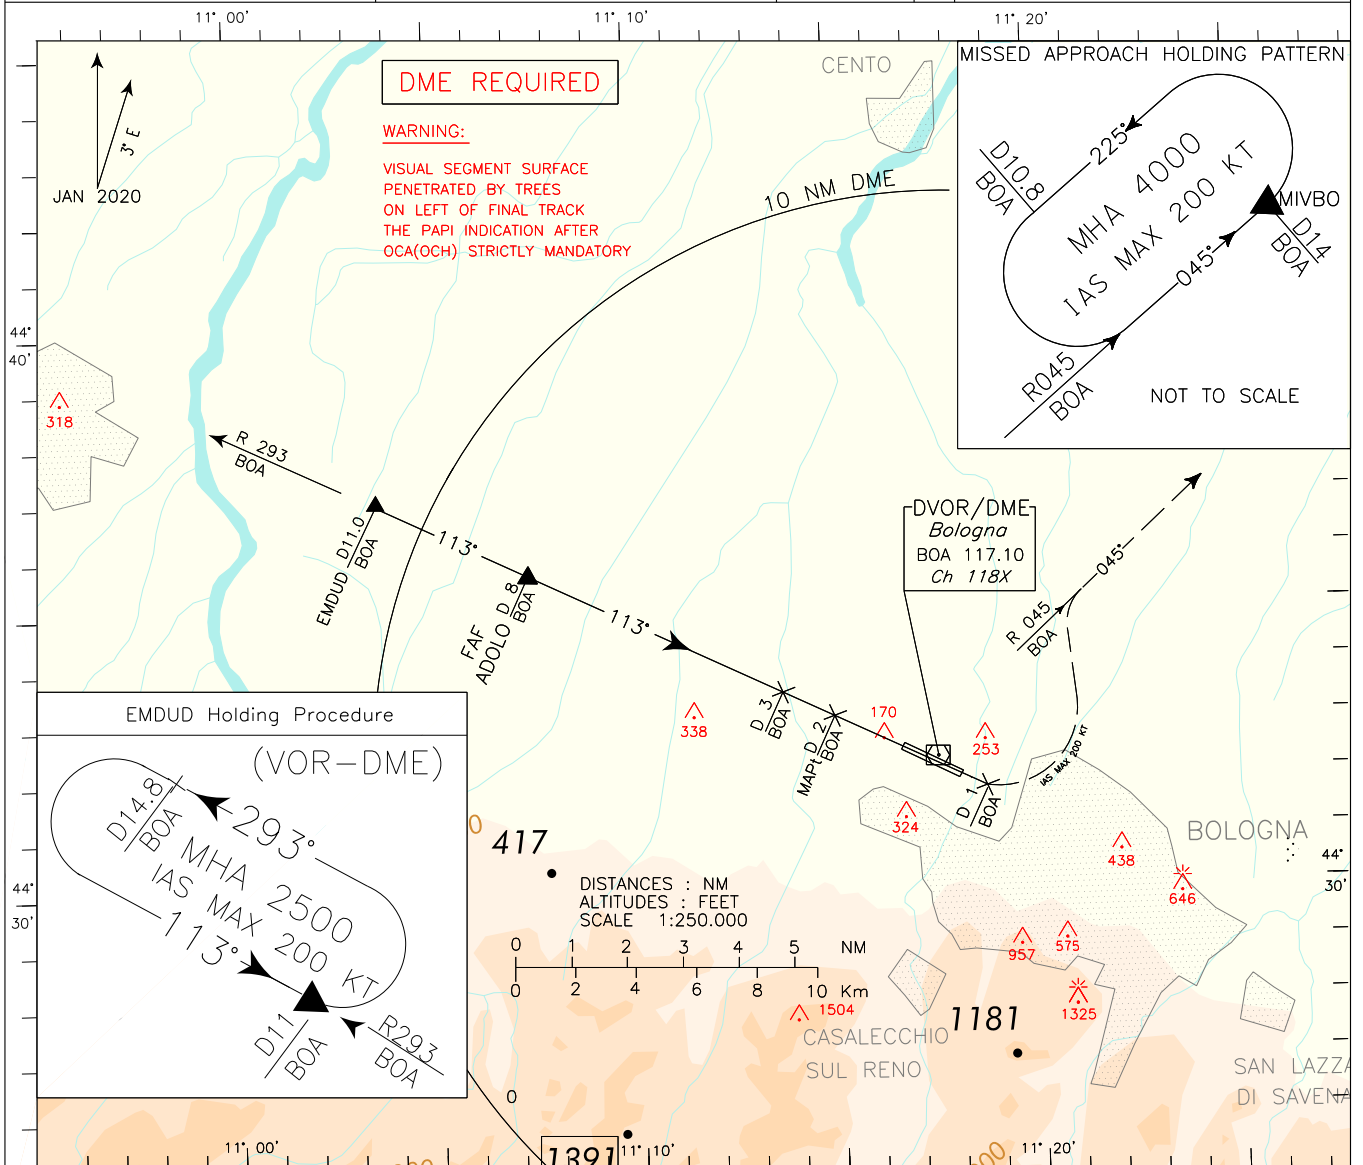 11° 00'
11° 10'
11° 20'
3° E
JAN 2020
DME REQUIRED
WARNING:
VISUAL SEGMENT SURFACE
PENETRATED BY TREES
ON LEFT OF FINAL TRACK
THE PAPI INDICATION AFTER
OCA(OCH) STRICTLY MANDATORY
CENTO
10 NM DME
MISSED APPROACH HOLDING PATTERN
225°
D10.8
BOA
MHA 4000
IAS MAX 200 KT
MIVBO
D14
BOA
045°
R045
BOA
NOT TO SCALE
44°
40'
318
R 293
BOA
EMDUD D11.0
BOA
113°
FAF
ADOLO D 8
BOA
113°
DVOR/DME
Bologna
BOA 117.10
Ch 118X
045°
R 045
BOA
338
D 3
BOA
MAPt D 2
BOA
170
253
IAS MAX 200 KT
D 1
BOA
324
BOLOGNA
438
646
44°
30'
957
575
1325
EMDUD Holding Procedure
(VOR-DME)
D14.8
BOA
293°
MHA 2500
IAS MAX 200 KT
113°
D11
BOA
R293
BOA
44°
30'
0
417
DISTANCES : NM
ALTITUDES : FEET
SCALE 1:250.000
0 1 2 3 4 5 NM
0 2 4 6 8 10 Km
1504
CASALECCHIO
SUL RENO
1181
SAN LAZZA
DI SAVENA
0
1391
11° 00'
11° 10'
11° 20'